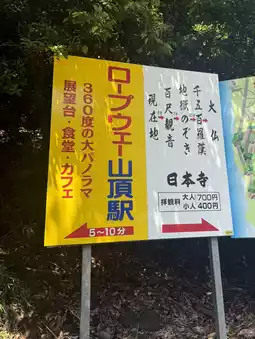 大仏
千五百羅漢
地獄のぞき
百尺観音
現在地
日本寺
拝観料 大人700円
小人400円
ロープウェー山頂駅
360度の大パノラマ
展望台・食堂・カフェ
5〜10分